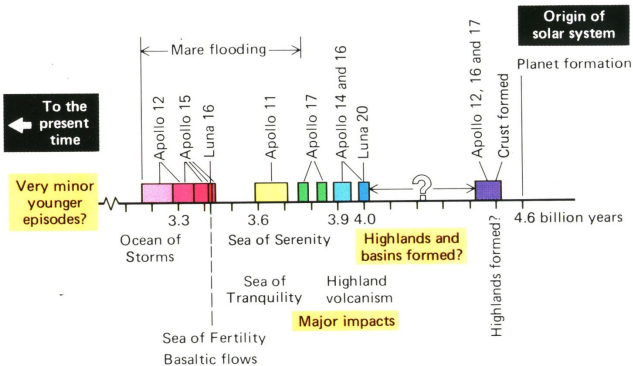 Origin of
solar system
Planet formation
Mare flooding
To the
present
time
Apollo 12
Apollo 15
Luna 16
Apollo 11
Apollo 17
Apollo 14 and 16
Luna 20
Apollo 12, 16 and 17
Crust formed
?
Very minor
younger
episodes?
3.3
3.6
3.9
4.0
4.6 billion years
Ocean of
Storms
Sea of Serenity
Highlands and
basins formed?
Highlands formed?
Sea of
Tranquility
Highland
volcanism
Major impacts
Sea of Fertility
Basaltic flows